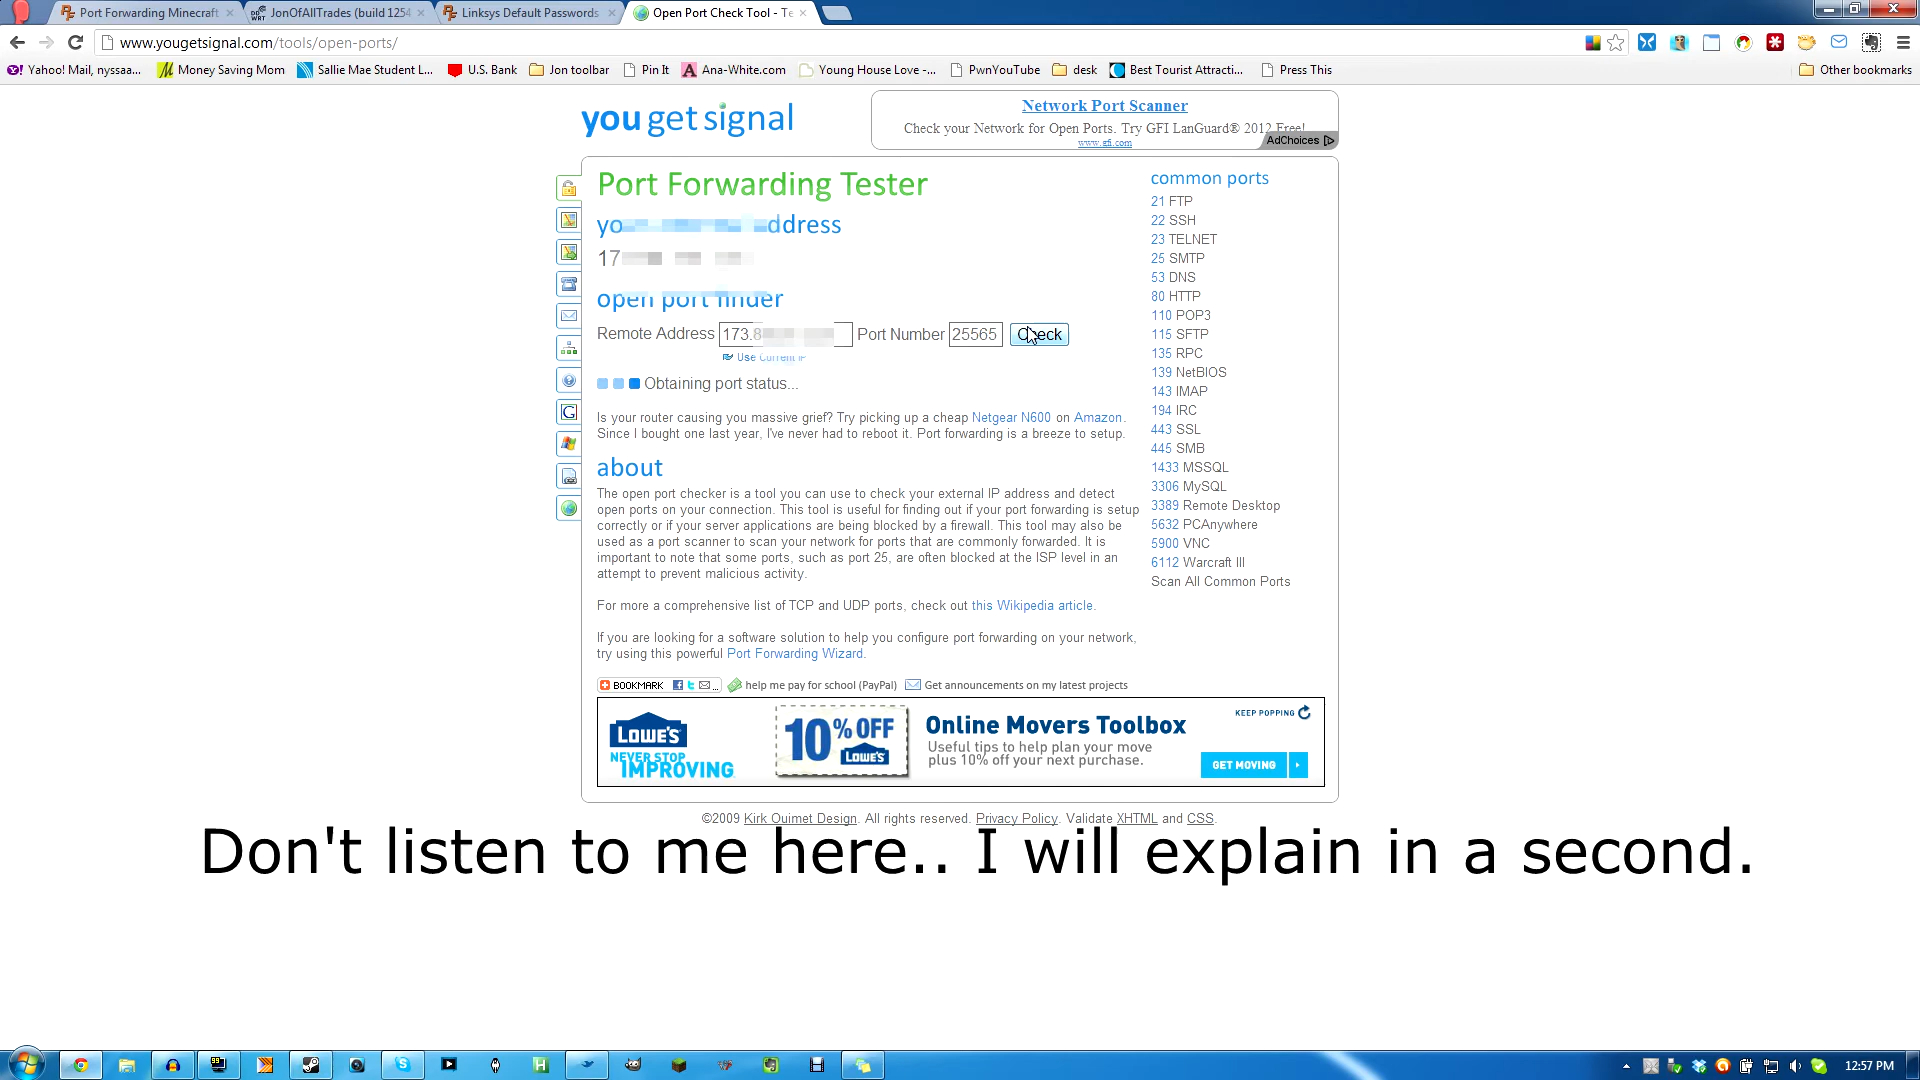 Port Forwarding Minecraft
JonOfAllTrades (build 1254
Linksys Default Passwords
Open Port Check Tool - Te
www.yougetsignal.com/tools/open-ports/
Yahoo! Mail, nyssaa...
Money Saving Mom
Sallie Mae Student L...
U.S. Bank
Jon toolbar
Pin It
Ana-White.com
Young House Love -...
PwnYouTube
desk
Best Tourist Attracti...
Press This
Other bookmarks
you get signal
Network Port Scanner
Check your Network for Open Ports. Try GFI LanGuard® 2012 Free!
www.gfi.com
AdChoices
Port Forwarding Tester
yo ddress
17
open port finder
Remote Address 173.8 Port Number 25565 Check
Use Current IP
Obtaining port status...
Is your router causing you massive grief? Try picking up a cheap Netgear N600 on Amazon.
Since I bought one last year, I've never had to reboot it. Port forwarding is a breeze to setup.
about
The open port checker is a tool you can use to check your external IP address and detect
open ports on your connection. This tool is useful for finding out if your port forwarding is setup
correctly or if your server applications are being blocked by a firewall. This tool may also be
used as a port scanner to scan your network for ports that are commonly forwarded. It is
important to note that some ports, such as port 25, are often blocked at the ISP level in an
attempt to prevent malicious activity.
For more a comprehensive list of TCP and UDP ports, check out this Wikipedia article.
If you are looking for a software solution to help you configure port forwarding on your network,
try using this powerful Port Forwarding Wizard.
common ports
21 FTP
22 SSH
23 TELNET
25 SMTP
53 DNS
80 HTTP
110 POP3
115 SFTP
135 RPC
139 NetBIOS
143 IMAP
194 IRC
443 SSL
445 SMB
1433 MSSQL
3306 MySQL
3389 Remote Desktop
5632 PCAnywhere
5900 VNC
6112 Warcraft III
Scan All Common Ports
BOOKMARK
help me pay for school (PayPal)
Get announcements on my latest projects
LOWE'S
NEVER STOP
IMPROVING
10% OFF
LOWE'S
Online Movers Toolbox
Useful tips to help plan your move
plus 10% off your next purchase.
KEEP POPPING
GET MOVING
©2009 Kirk Ouimet Design. All rights reserved. Privacy Policy. Validate XHTML and CSS.
Don't listen to me here.. I will explain in a second.
12:57 PM